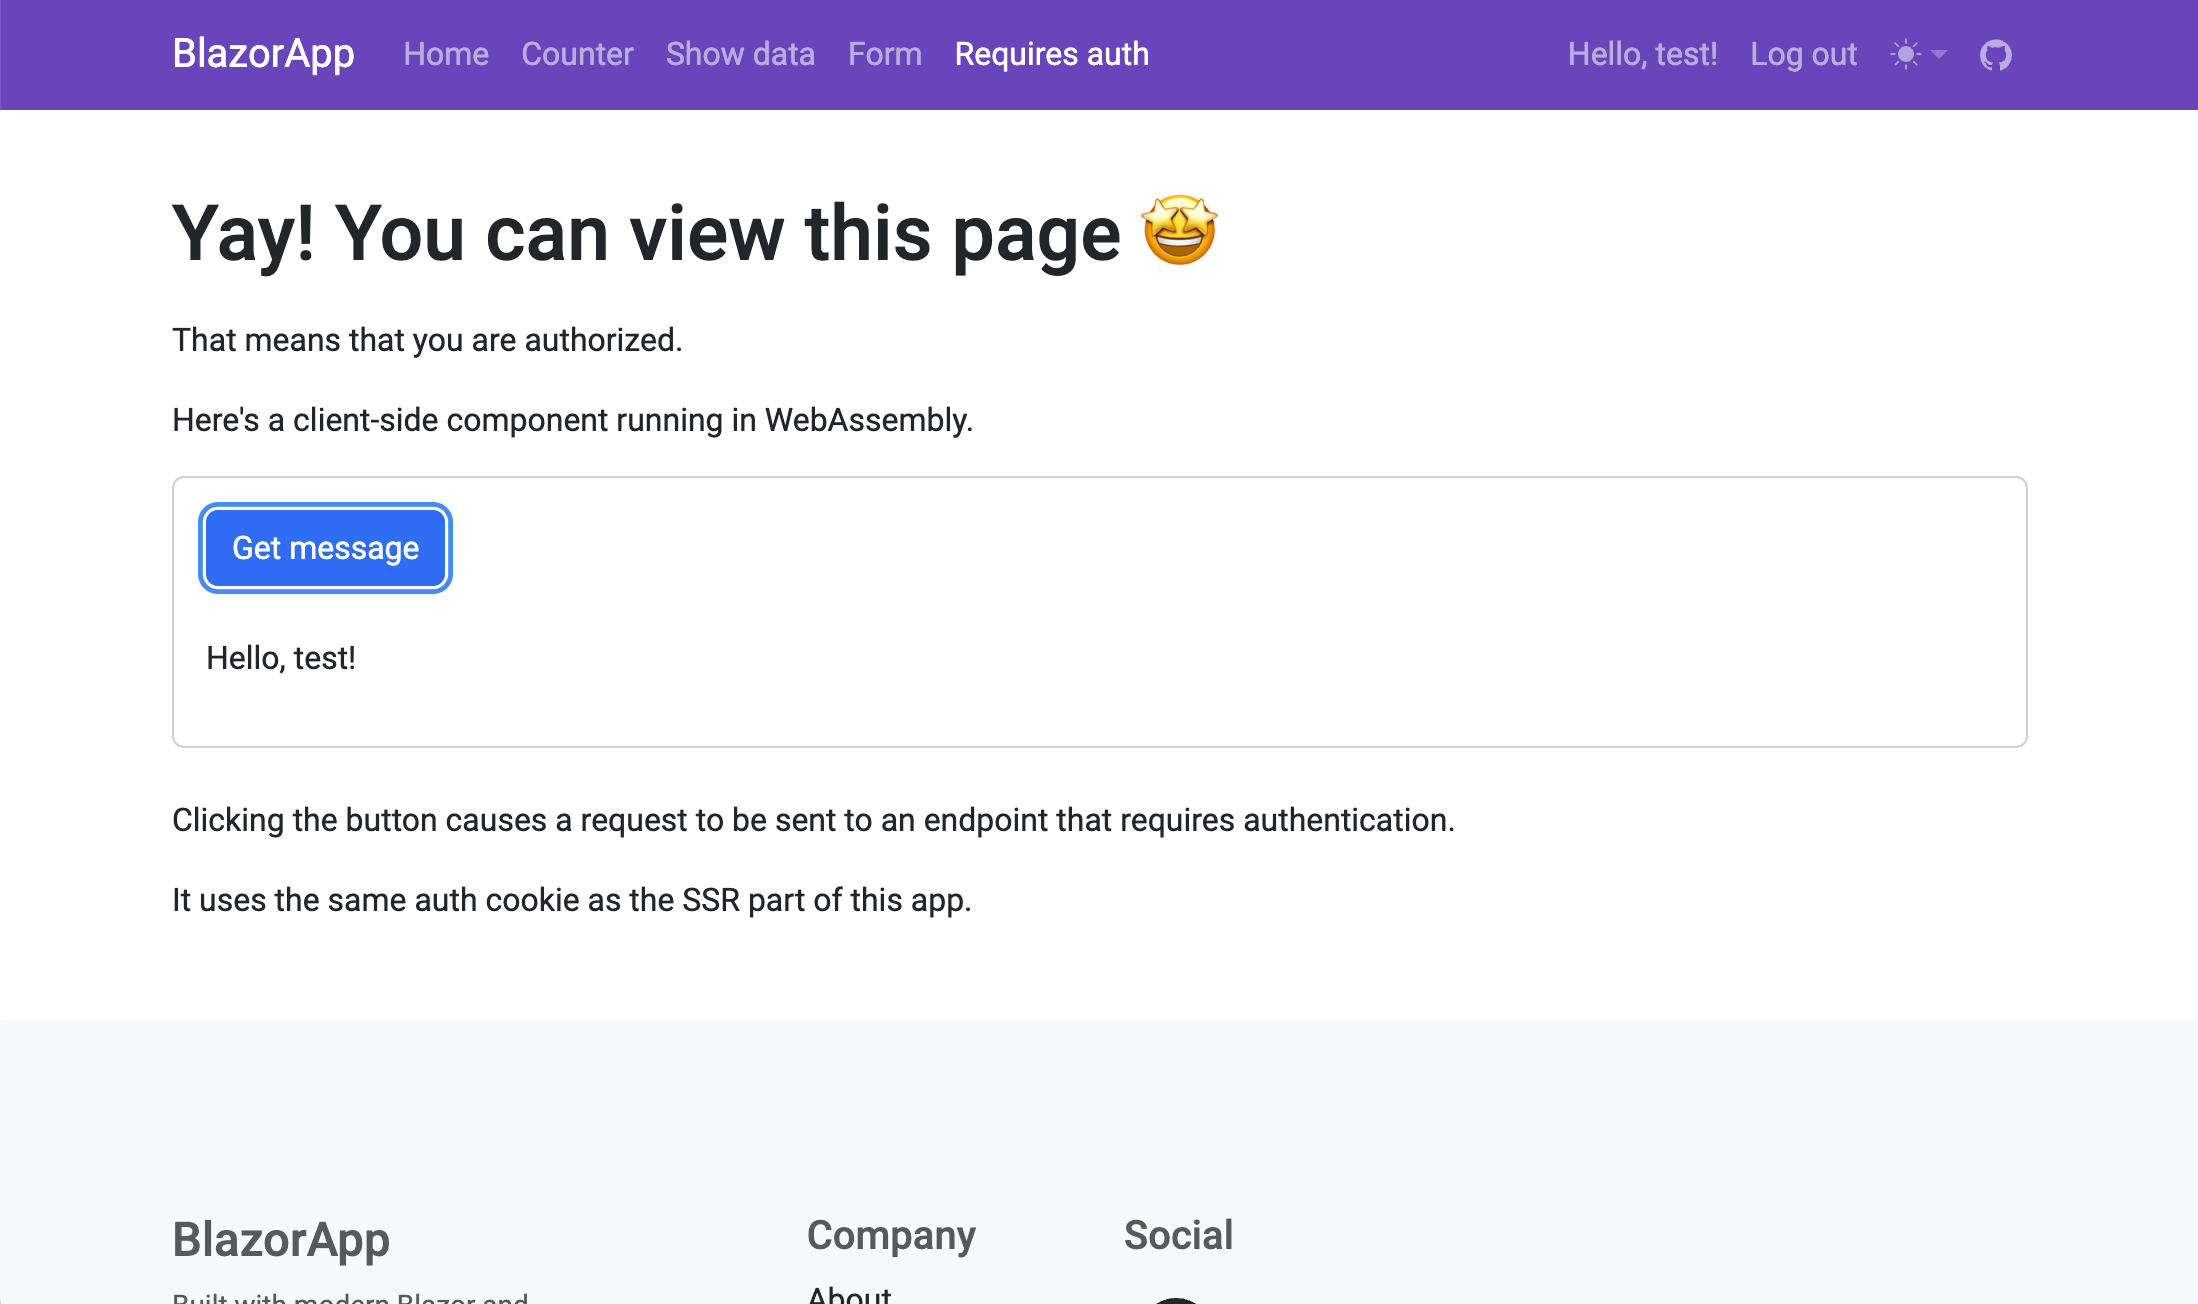 BlazorApp Home Counter Show data Form Requires auth Hello, test! Log out
Yay! You can view this page 🤩
That means that you are authorized.
Here's a client-side component running in WebAssembly.
Get message
Hello, test!
Clicking the button causes a request to be sent to an endpoint that requires authentication.
It uses the same auth cookie as the SSR part of this app.
BlazorApp Company Social
Built with modern Blazor and About